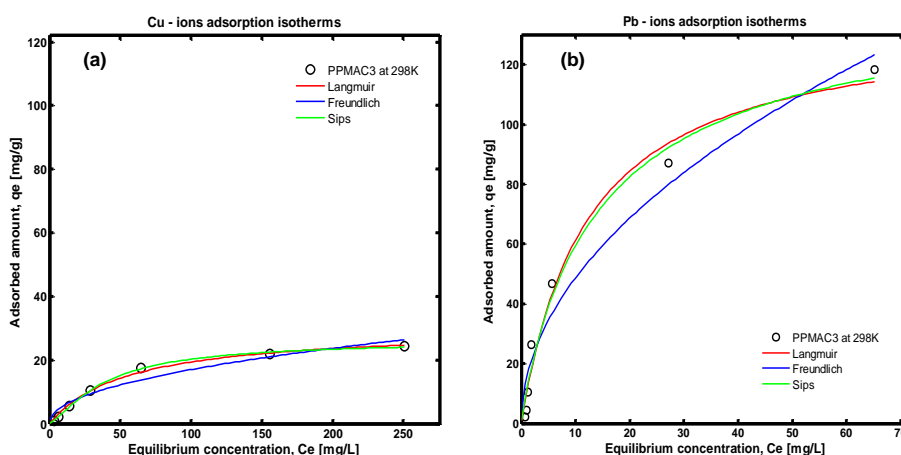 Cu - ions adsorption isotherms
120
100
80
60
40
20
0
0
50
100
150
200
250
Adsorbed amount, qe [mg/g]
Equilibrium concentration, Ce [mg/L]
(a)
PPMAC3 at 298K
Langmuir
Freundlich
Sips
Pb - ions adsorption isotherms
120
100
80
60
40
20
0
0
10
20
30
40
50
60
70
Adsorbed amount, qe [mg/g]
Equilibrium concentration, Ce [mg/L]
(b)
PPMAC3 at 298K
Langmuir
Freundlich
Sips